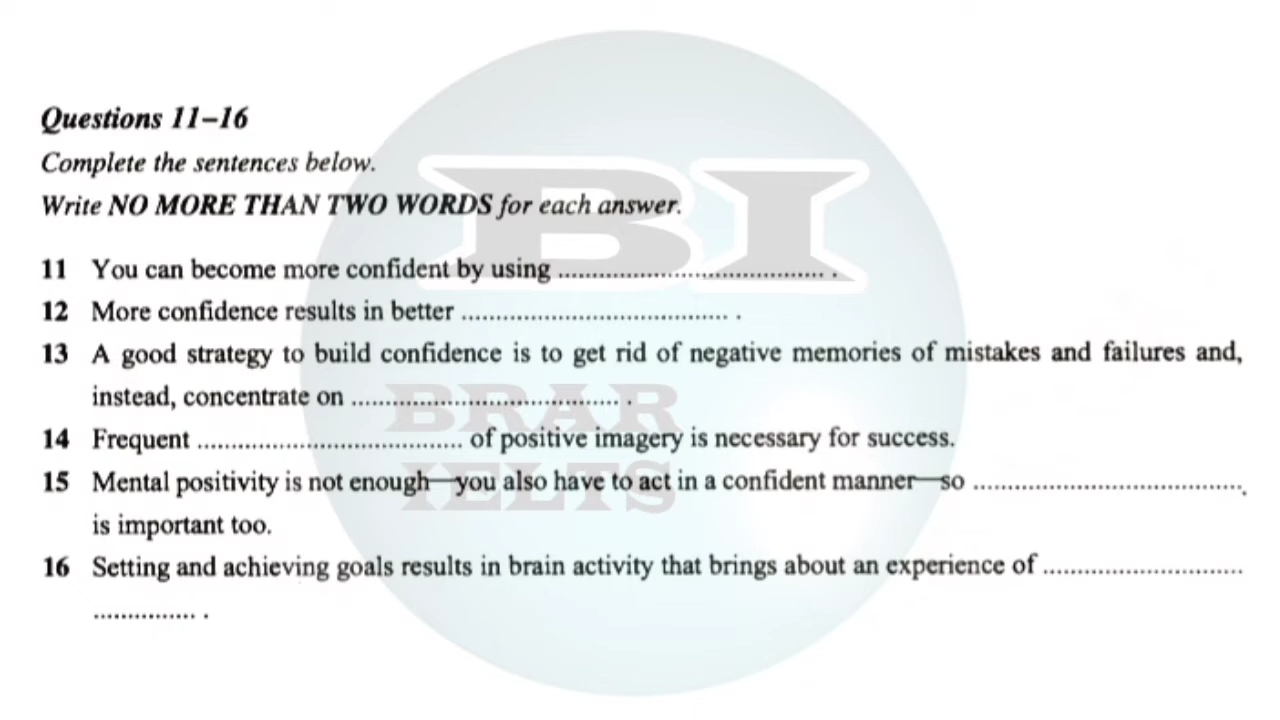 Questions 11–16
Complete the sentences below.
Write NO MORE THAN TWO WORDS for each answer.
11 You can become more confident by using ........................................ .
12 More confidence results in better ........................................ .
13 A good strategy to build confidence is to get rid of negative memories of mistakes and failures and,
instead, concentrate on ........................................ .
14 Frequent ........................................ of positive imagery is necessary for success.
15 Mental positivity is not enough—you also have to act in a confident manner—so ........................................
is important too.
16 Setting and achieving goals results in brain activity that brings about an experience of ..............................
............... .
BI
BRAR
IELTS